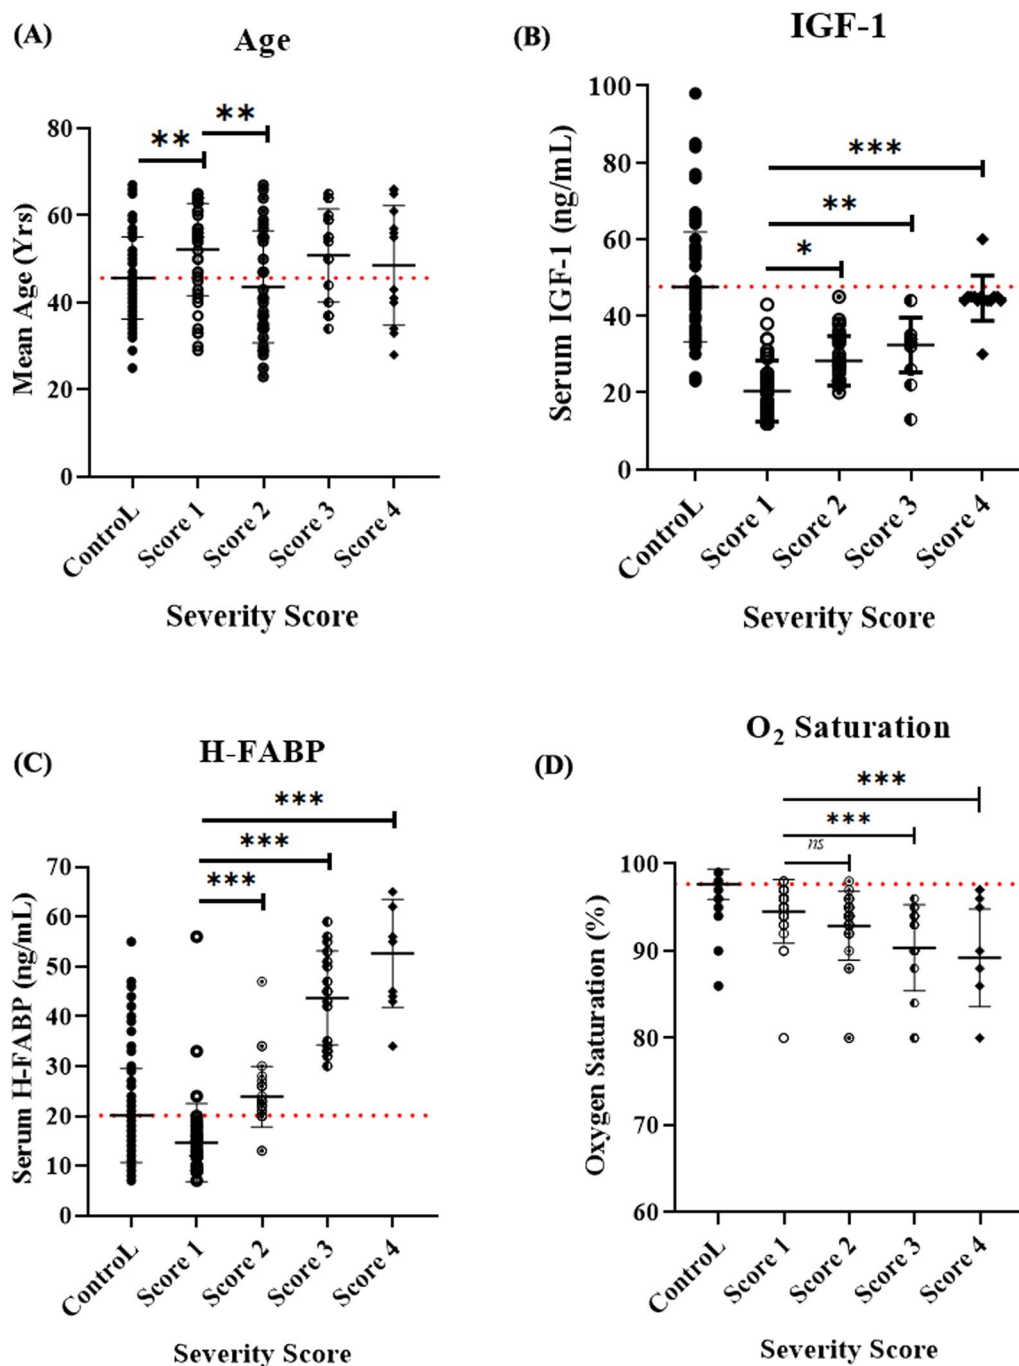 (A)
Age
**
**
80
60
40
20
0
Mean Age (Yrs)
ControL
Score 1
Score 2
Score 3
Score 4
Severity Score
(B)
IGF-1
***
**
*
100
80
60
40
20
0
Serum IGF-1 (ng/mL)
ControL
Score 1
Score 2
Score 3
Score 4
Severity Score
(C)
H-FABP
***
***
***
70
60
50
40
30
20
10
0
Serum H-FABP (ng/mL)
ControL
Score 1
Score 2
Score 3
Score 4
Severity Score
(D)
O₂ Saturation
***
***
ns
100
90
80
70
60
Oxygen Saturation (%)
ControL
Score 1
Score 2
Score 3
Score 4
Severity Score